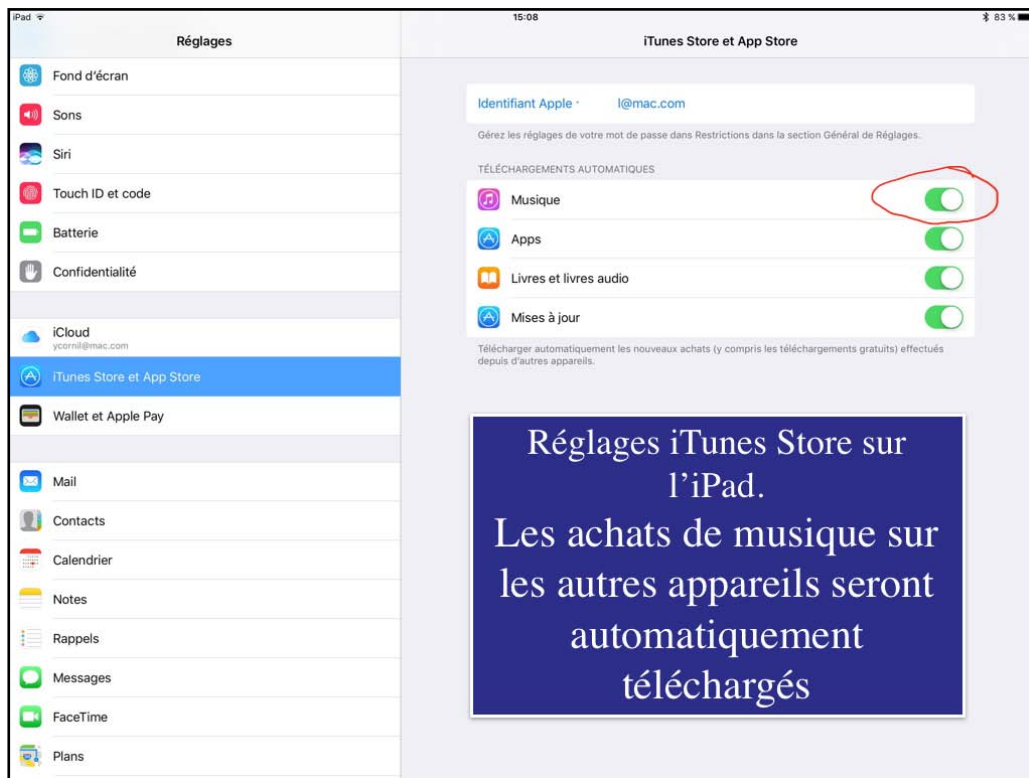 iPad 15:08 83 %
Réglages
iTunes Store et App Store
Fond d'écran
Sons
Siri
Touch ID et code
Batterie
Confidentialité
iCloud
ycornil@mac.com
iTunes Store et App Store
Wallet et Apple Pay
Mail
Contacts
Calendrier
Notes
Rappels
Messages
FaceTime
Plans
Identifiant Apple : l@mac.com
Gérez les réglages de votre mot de passe dans Restrictions dans la section Général de Réglages.
TÉLÉCHARGEMENTS AUTOMATIQUES
Musique
Apps
Livres et livres audio
Mises à jour
Télécharger automatiquement les nouveaux achats (y compris les téléchargements gratuits) effectués
depuis d'autres appareils.
Réglages iTunes Store sur
l'iPad.
Les achats de musique sur
les autres appareils seront
automatiquement
téléchargés